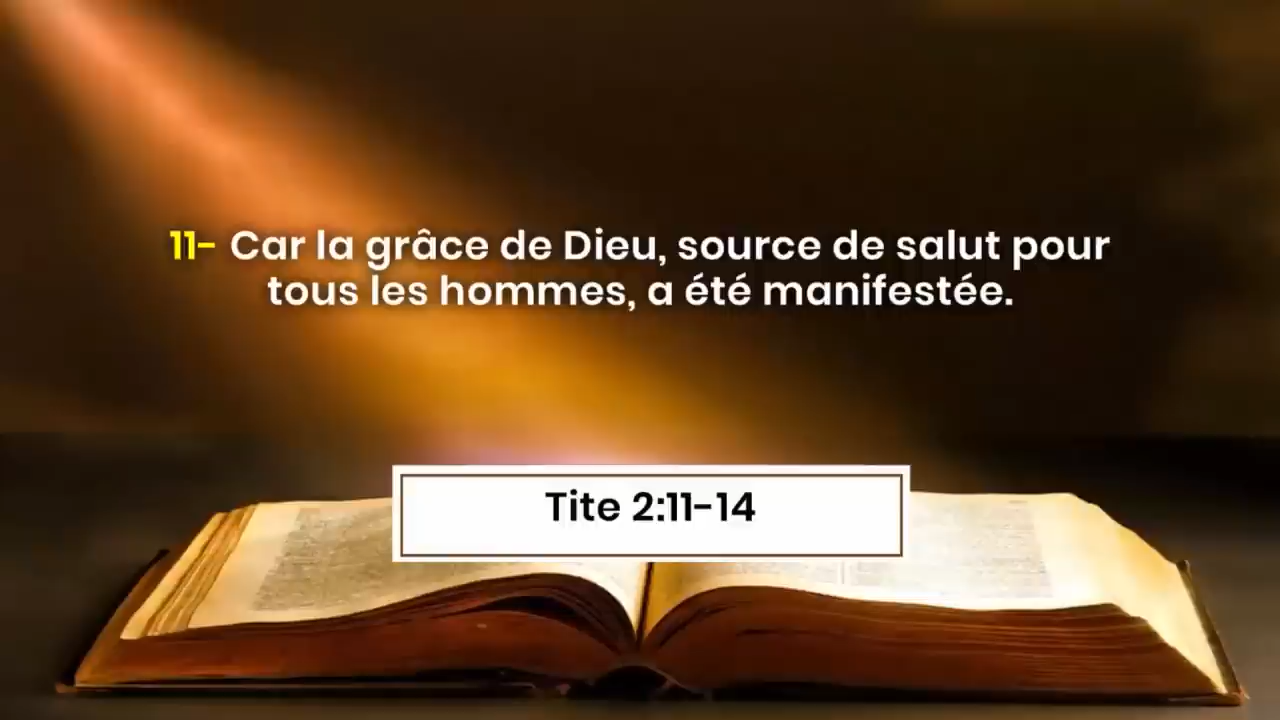 11- Car la grâce de Dieu, source de salut pour
tous les hommes, a été manifestée.
Tite 2:11-14